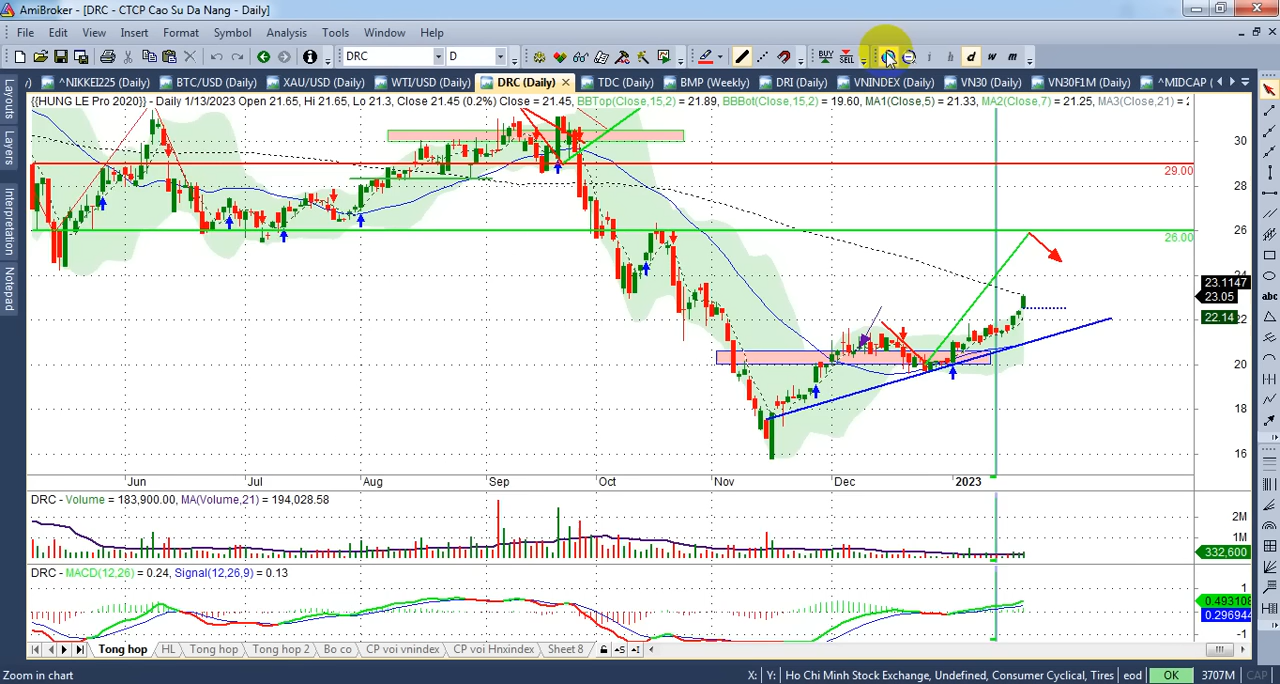 AmiBroker - [DRC - CTCP Cao Su Da Nang - Daily]
File Edit View Insert Format Symbol Analysis Tools Window Help
DRC D BUY SELL i h d w m
^NIKKEI225 (Daily) BTC/USD (Daily) XAU/USD (Daily) WTI/USD (Daily) DRC (Daily) TDC (Daily) BMP (Weekly) DRI (Daily) VNINDEX (Daily) VN30 (Daily) VN30F1M (Daily) ^MIDCAP
Layouts
Layers
Interpretation
Notepad
{{HUNG LE Pro 2020}} - Daily 1/13/2023 Open 21.65, Hi 21.65, Lo 21.3, Close 21.45 (0.2%) Close = 21.45, BBTop(Close,15,2) = 21.89, BBBot(Close,15,2) = 19.60, MA1(Close,5) = 21.33, MA2(Close,7) = 21.25, MA3(Close,21) =
30
29.00
28
26
26.00
24
23.1147
23.05
22.14
22
20
18
16
Jun Jul Aug Sep Oct Nov Dec 2023
DRC - Volume = 183,900.00, MA(Volume,21) = 194,028.58
2M
1M
332,600
DRC - MACD(12,26) = 0.24, Signal(12,26,9) = 0.13
1
0.493108
0.296944
-1
Tong hop HL Tong hop Tong hop 2 Bo co CP voi vnindex CP voi Hnxindex Sheet 8
Zoom in chart X: Y: Ho Chi Minh Stock Exchange, Undefined, Consumer Cyclical, Tires eod OK 3707M CAP